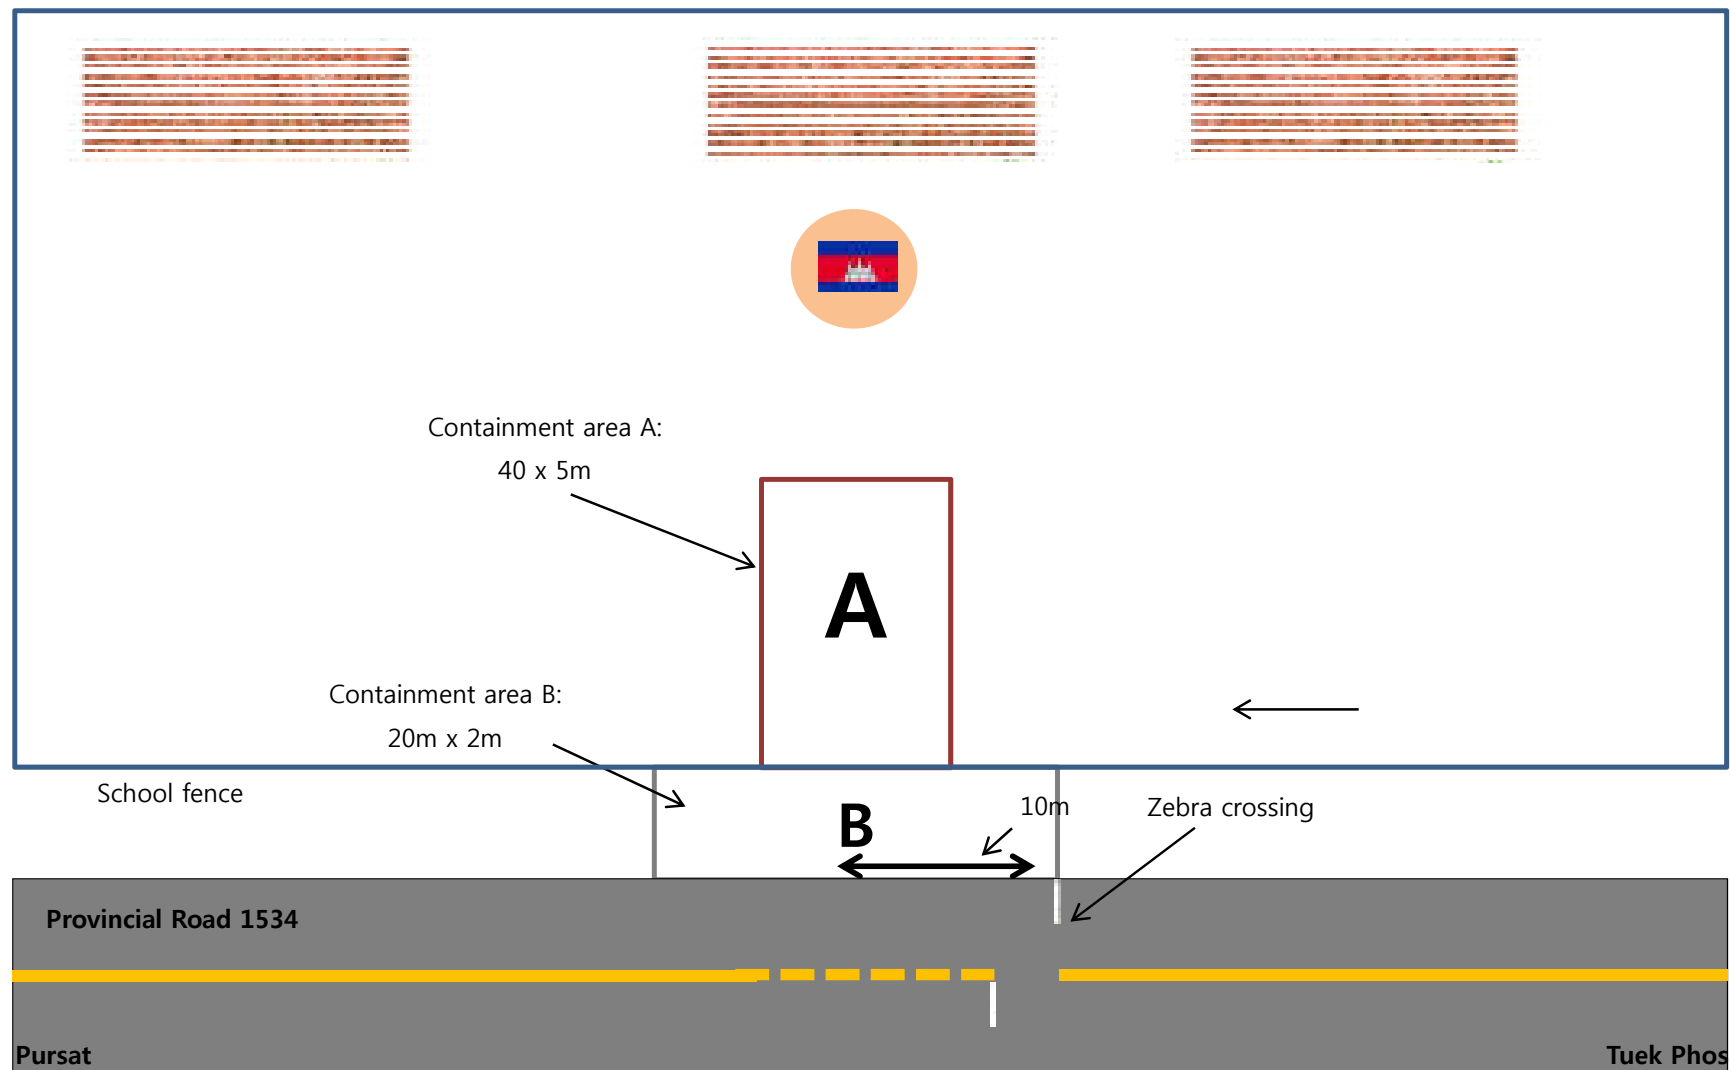 Containment area A:
40 x 5m
A
Containment area B:
20m x 2m
School fence
B
10m
Zebra crossing
Provincial Road 1534
Pursat
Tuek Phos